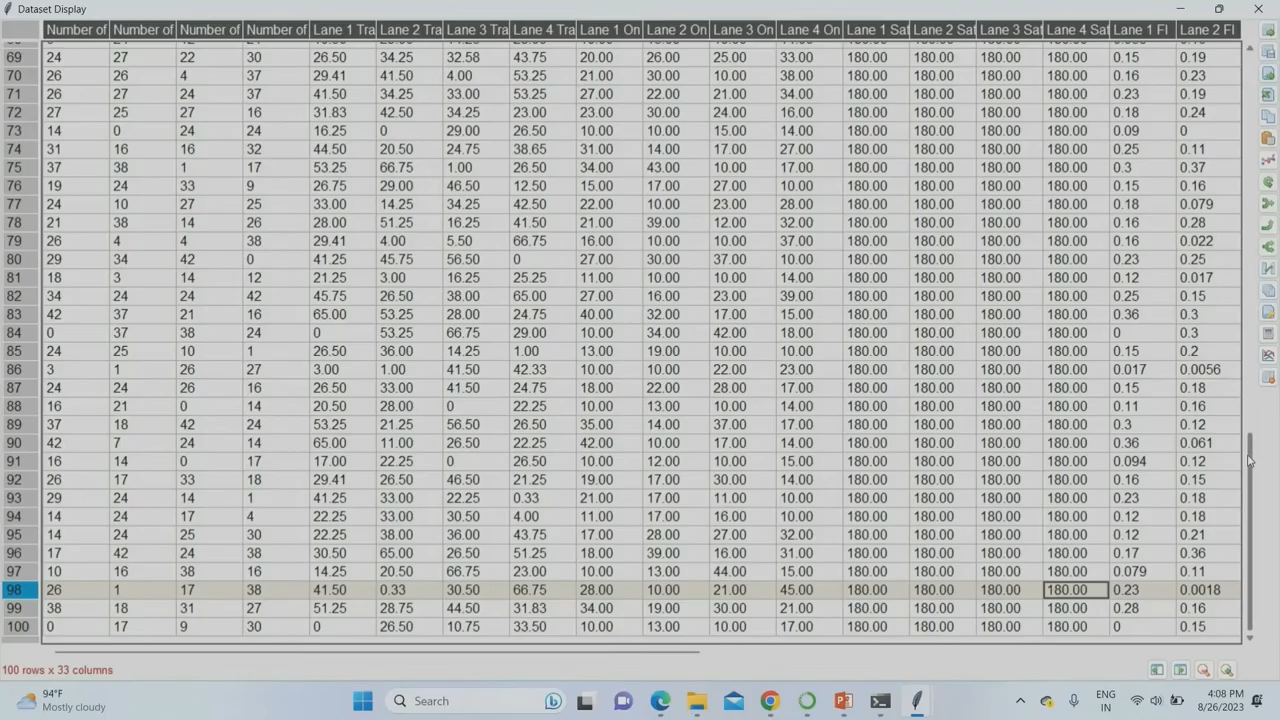 Dataset Display
Number of Number of Number of Number of Lane 1 Tra Lane 2 Tra Lane 3 Tra Lane 4 Tra Lane 1 On Lane 2 On Lane 3 On Lane 4 On Lane 1 Sat Lane 2 Sat Lane 3 Sat Lane 4 Sat Lane 1 Fl Lane 2 Fl
69 24 27 22 30 26.50 34.25 32.58 43.75 20.00 26.00 25.00 33.00 180.00 180.00 180.00 180.00 0.15 0.19
70 26 26 4 37 29.41 41.50 4.00 53.25 21.00 30.00 10.00 38.00 180.00 180.00 180.00 180.00 0.16 0.23
71 26 27 24 37 41.50 34.25 33.00 53.25 27.00 22.00 21.00 34.00 180.00 180.00 180.00 180.00 0.23 0.19
72 27 25 27 16 31.83 42.50 34.25 23.00 23.00 30.00 24.00 16.00 180.00 180.00 180.00 180.00 0.18 0.24
73 14 0 24 24 16.25 0 29.00 26.50 10.00 10.00 15.00 14.00 180.00 180.00 180.00 180.00 0.09 0
74 31 16 16 32 44.50 20.50 24.75 38.65 31.00 14.00 17.00 27.00 180.00 180.00 180.00 180.00 0.25 0.11
75 37 38 1 17 53.25 66.75 1.00 26.50 34.00 43.00 10.00 17.00 180.00 180.00 180.00 180.00 0.3 0.37
76 19 24 33 9 26.75 29.00 46.50 12.50 15.00 17.00 27.00 10.00 180.00 180.00 180.00 180.00 0.15 0.16
77 24 10 27 25 33.00 14.25 34.25 42.50 22.00 10.00 23.00 28.00 180.00 180.00 180.00 180.00 0.18 0.079
78 21 38 14 26 28.00 51.25 16.25 41.50 21.00 39.00 12.00 32.00 180.00 180.00 180.00 180.00 0.16 0.28
79 26 4 4 38 29.41 4.00 5.50 66.75 16.00 10.00 10.00 37.00 180.00 180.00 180.00 180.00 0.16 0.022
80 29 34 42 0 41.25 45.75 56.50 0 27.00 30.00 37.00 10.00 180.00 180.00 180.00 180.00 0.23 0.25
81 18 3 14 12 21.25 3.00 16.25 25.25 11.00 10.00 10.00 14.00 180.00 180.00 180.00 180.00 0.12 0.017
82 34 24 24 42 45.75 26.50 38.00 65.00 27.00 16.00 23.00 39.00 180.00 180.00 180.00 180.00 0.25 0.15
83 42 37 21 16 65.00 53.25 28.00 24.75 40.00 32.00 17.00 15.00 180.00 180.00 180.00 180.00 0.36 0.3
84 0 37 38 24 0 53.25 66.75 29.00 10.00 34.00 42.00 18.00 180.00 180.00 180.00 180.00 0 0.3
85 24 25 10 1 26.50 36.00 14.25 1.00 13.00 19.00 10.00 10.00 180.00 180.00 180.00 180.00 0.15 0.2
86 3 1 26 27 3.00 1.00 41.50 42.33 10.00 10.00 22.00 23.00 180.00 180.00 180.00 180.00 0.017 0.0056
87 24 24 26 16 26.50 33.00 41.50 24.75 18.00 22.00 28.00 17.00 180.00 180.00 180.00 180.00 0.15 0.18
88 16 21 0 14 20.50 28.00 0 22.25 10.00 13.00 10.00 14.00 180.00 180.00 180.00 180.00 0.11 0.16
89 37 18 42 24 53.25 21.25 56.50 26.50 35.00 14.00 37.00 17.00 180.00 180.00 180.00 180.00 0.3 0.12
90 42 7 24 14 65.00 11.00 26.50 22.25 42.00 10.00 17.00 14.00 180.00 180.00 180.00 180.00 0.36 0.061
91 16 14 0 17 17.00 22.25 0 26.50 10.00 12.00 10.00 15.00 180.00 180.00 180.00 180.00 0.094 0.12
92 26 17 33 18 29.41 26.50 46.50 21.25 19.00 17.00 30.00 14.00 180.00 180.00 180.00 180.00 0.16 0.15
93 29 24 14 1 41.25 33.00 22.25 0.33 21.00 17.00 11.00 10.00 180.00 180.00 180.00 180.00 0.23 0.18
94 14 24 17 4 22.25 33.00 30.50 4.00 11.00 17.00 16.00 10.00 180.00 180.00 180.00 180.00 0.12 0.18
95 14 24 25 30 22.25 38.00 36.00 43.75 17.00 28.00 27.00 32.00 180.00 180.00 180.00 180.00 0.12 0.21
96 17 42 24 38 30.50 65.00 26.50 51.25 18.00 39.00 16.00 31.00 180.00 180.00 180.00 180.00 0.17 0.36
97 10 16 38 16 14.25 20.50 66.75 23.00 10.00 13.00 44.00 15.00 180.00 180.00 180.00 180.00 0.079 0.11
98 26 1 17 38 41.50 0.33 30.50 66.75 28.00 10.00 21.00 45.00 180.00 180.00 180.00 180.00 0.23 0.0018
99 38 18 31 27 51.25 28.75 44.50 31.83 34.00 19.00 30.00 21.00 180.00 180.00 180.00 180.00 0.28 0.16
100 0 17 9 30 0 26.50 10.75 33.50 10.00 13.00 10.00 17.00 180.00 180.00 180.00 180.00 0 0.15
100 rows x 33 columns
94°F
Mostly cloudy
Search
ENG
IN
4:08 PM
8/26/2023